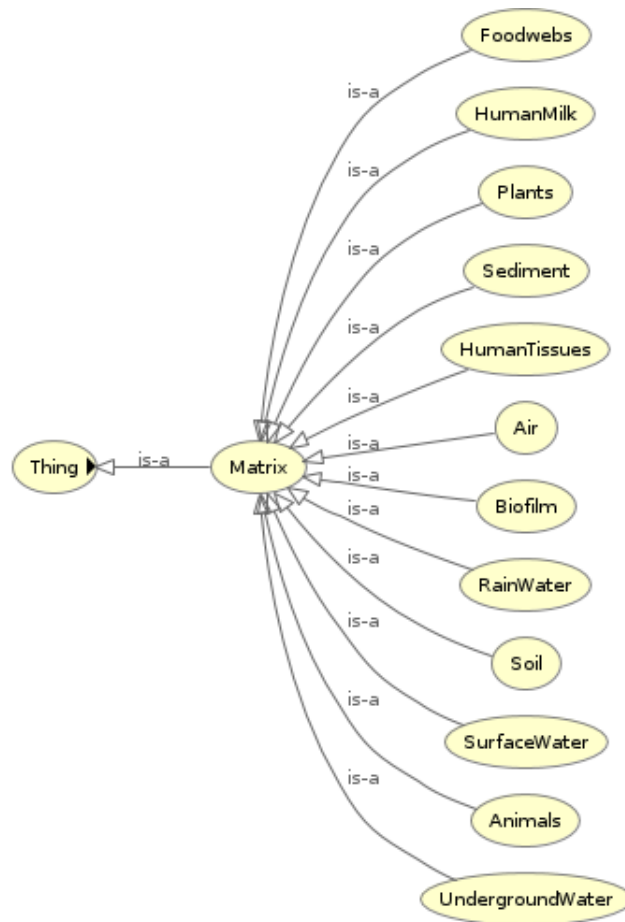 Foodwebs
is-a
HumanMilk
is-a
Plants
is-a
Sediment
is-a
HumanTissues
is-a
Air
is-a
Thing
is-a
Matrix
is-a
Biofilm
is-a
RainWater
is-a
Soil
is-a
SurfaceWater
is-a
Animals
is-a
UndergroundWater